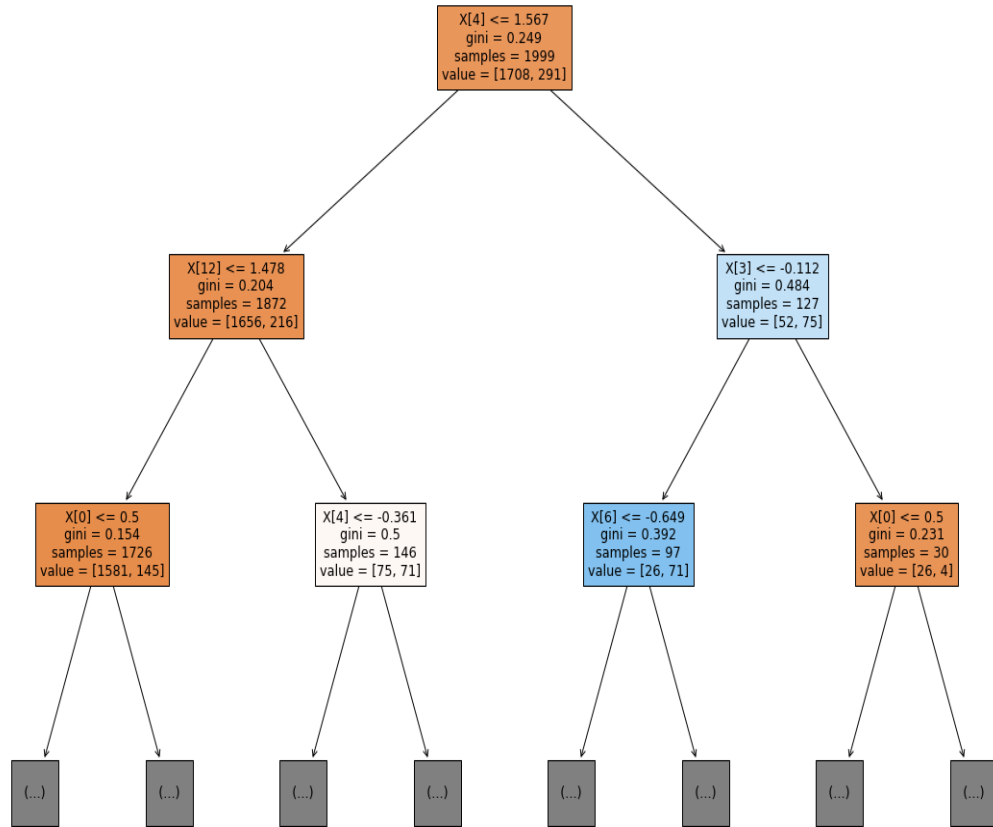 X[4] <= 1.567
gini = 0.249
samples = 1999
value = [1708, 291]
X[12] <= 1.478
gini = 0.204
samples = 1872
value = [1656, 216]
X[3] <= -0.112
gini = 0.484
samples = 127
value = [52, 75]
X[0] <= 0.5
gini = 0.154
samples = 1726
value = [1581, 145]
X[4] <= -0.361
gini = 0.5
samples = 146
value = [75, 71]
X[6] <= -0.649
gini = 0.392
samples = 97
value = [26, 71]
X[0] <= 0.5
gini = 0.231
samples = 30
value = [26, 4]
(...)
(...)
(...)
(...)
(...)
(...)
(...)
(...)